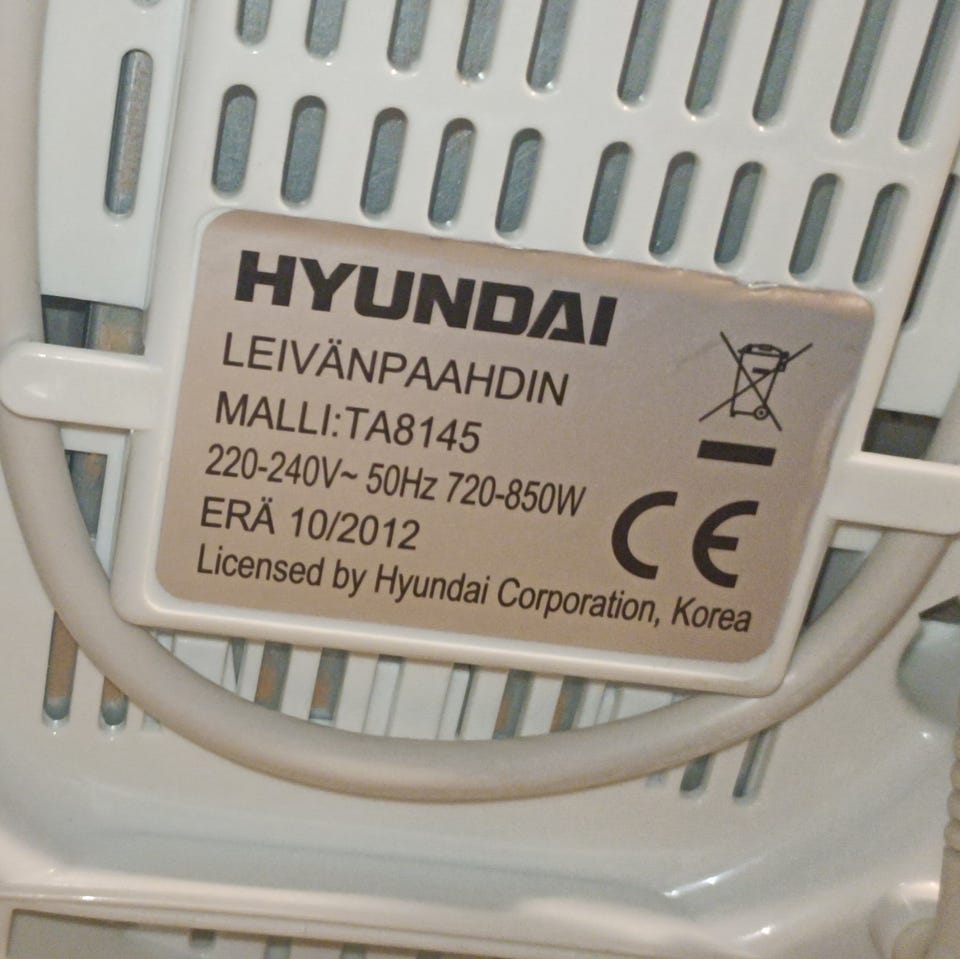 HYUNDAI
LEIVÄNPAAHDIN
MALLI:TA8145
220-240V~ 50Hz 720-850W
ERÄ 10/2012
Licensed by Hyundai Corporation, Korea
CE